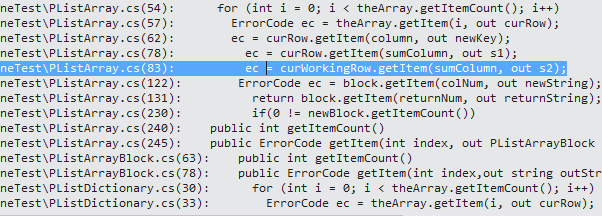 neTest\PListArray.cs(54): for (int i = 0; i < theArray.getItemCount(); i++)
neTest\PListArray.cs(57): ErrorCode ec = theArray.getItem(i, out curRow);
neTest\PListArray.cs(62): ec = curRow.getItem(column, out newKey);
neTest\PListArray.cs(78): ec = curRow.getItem(sumColumn, out s1);
neTest\PListArray.cs(83): ec = curWorkingRow.getItem(sumColumn, out s2);
neTest\PListArray.cs(122): ErrorCode ec = block.getItem(colNum, out newString);
neTest\PListArray.cs(131): return block.getItem(returnNum, out returnString);
neTest\PListArray.cs(230): if(0 != newBlock.getItemCount())
neTest\PListArray.cs(240): public int getItemCount()
neTest\PListArray.cs(245): public ErrorCode getItem(int index, out PListArrayBlock
neTest\PListArrayBlock.cs(63): public int getItemCount()
neTest\PListArrayBlock.cs(78): public ErrorCode getItem(int index,out string outStr
neTest\PListDictionary.cs(30): for (int i = 0; i < theArray.getItemCount(); i++)
neTest\PListDictionary.cs(33): ErrorCode ec = theArray.getItem(i, out curRow);